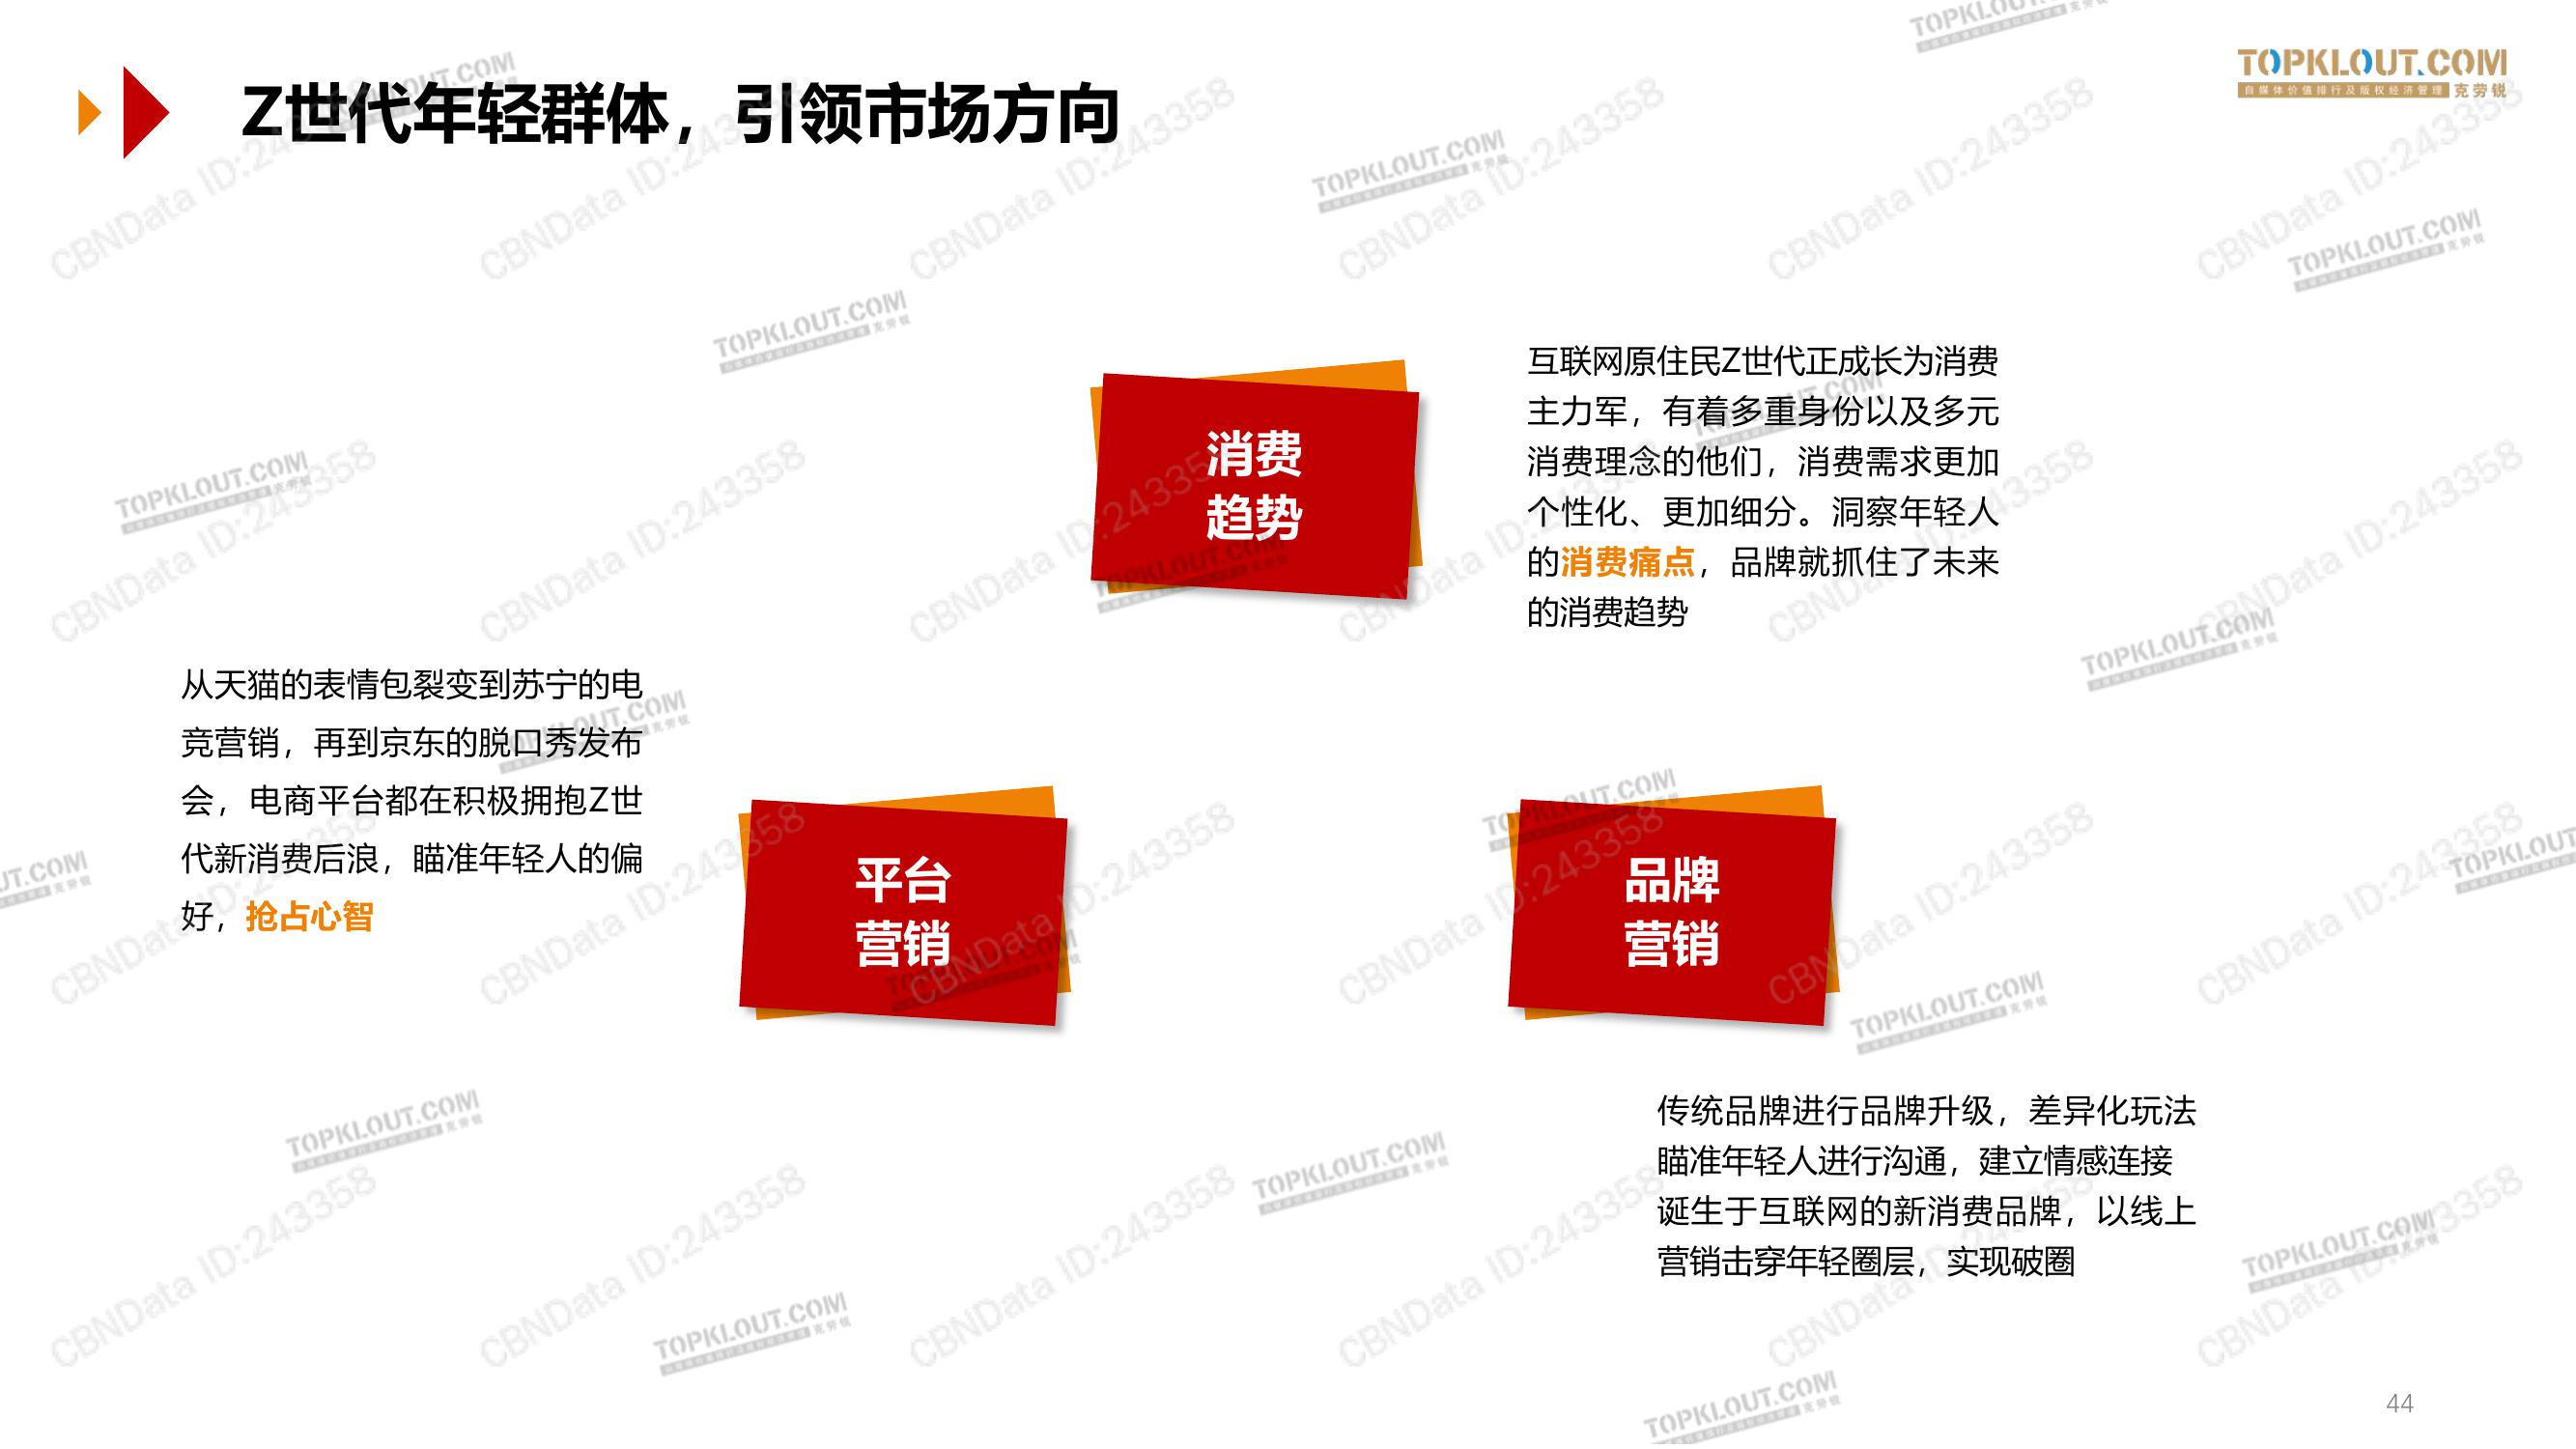 Z世代年轻群体，引领市场方向
TOPKLOUT.COM
自媒体价值排行及版权经济管理 克劳锐
消费
趋势
互联网原住民Z世代正成长为消费
主力军，有着多重身份以及多元
消费理念的他们，消费需求更加
个性化、更加细分。洞察年轻人
的消费痛点，品牌就抓住了未来
的消费趋势
从天猫的表情包裂变到苏宁的电
竞营销，再到京东的脱口秀发布
会，电商平台都在积极拥抱Z世
代新消费后浪，瞄准年轻人的偏
好，抢占心智
平台
营销
品牌
营销
传统品牌进行品牌升级，差异化玩法
瞄准年轻人进行沟通，建立情感连接
诞生于互联网的新消费品牌，以线上
营销击穿年轻圈层，实现破圈
CBNData ID:243358
44